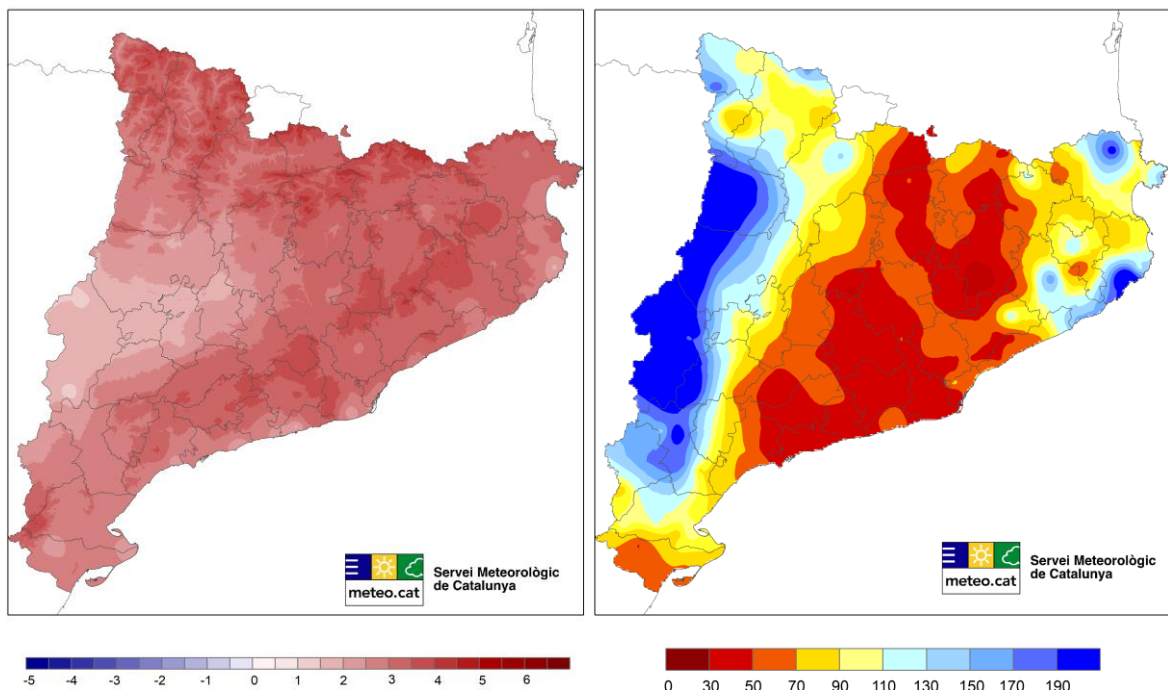 meteo.cat
Servei Meteorològic
de Catalunya
meteo.cat
Servei Meteorològic
de Catalunya
-5 -4 -3 -2 -1 0 1 2 3 4 5 6
0 30 50 70 90 110 130 150 170 190